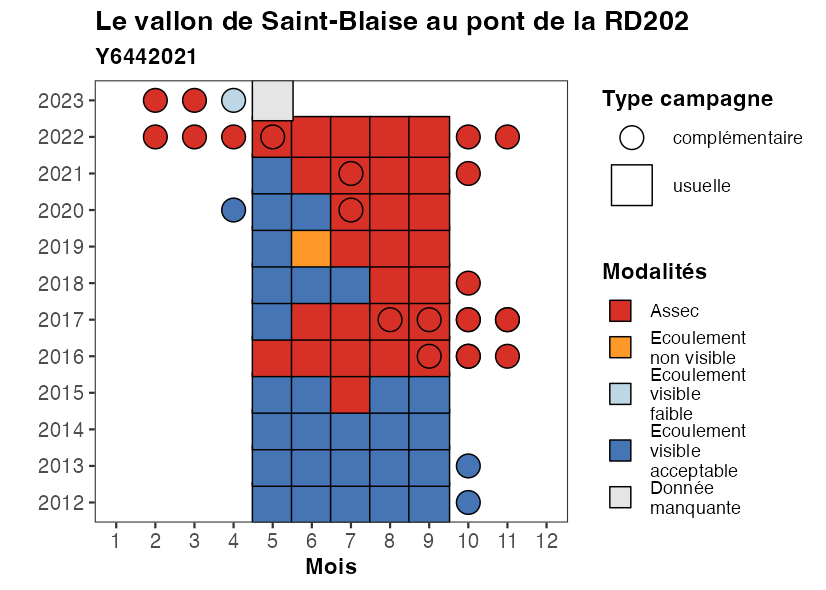 Le vallon de Saint-Blaise au pont de la RD202
Y6442021
2023
2022
2021
2020
2019
2018
2017
2016
2015
2014
2013
2012
1 2 3 4 5 6 7 8 9 10 11 12
Mois
Type campagne
complémentaire
usuelle
Modalités
Assec
Ecoulement
non visible
Ecoulement
visible
faible
Ecoulement
visible
acceptable
Donnée
manquante